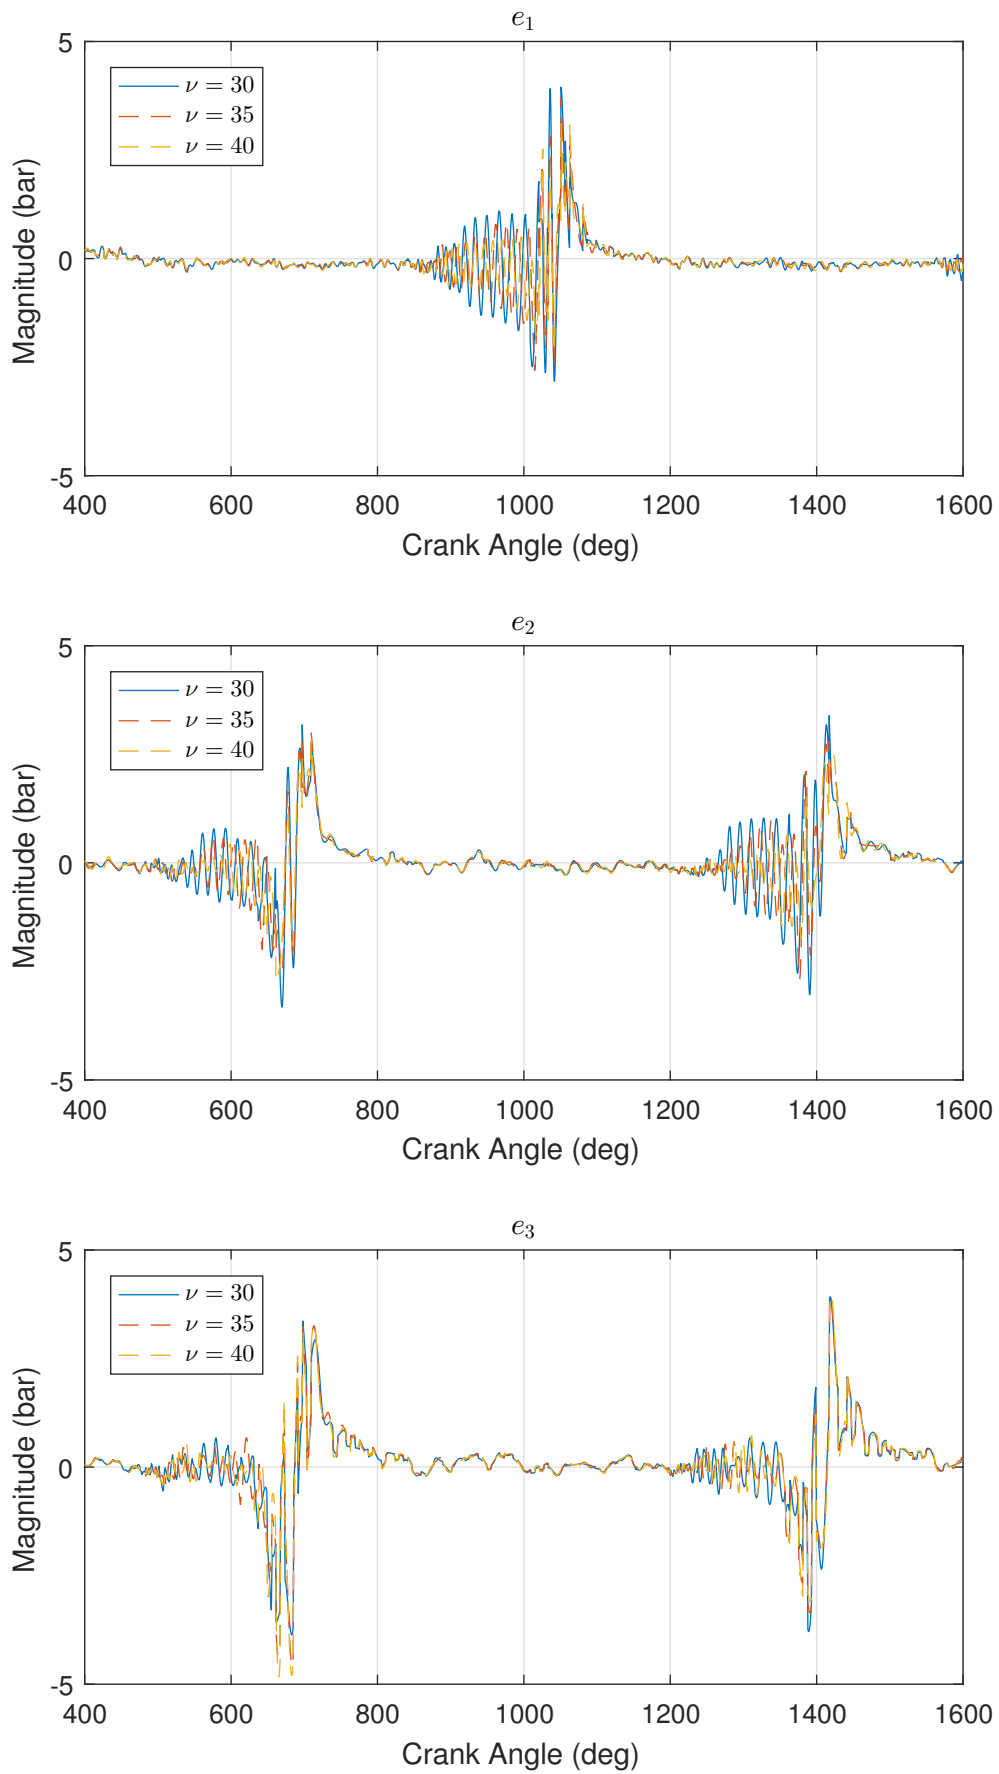 e₁
5
0
-5
Magnitude (bar)
ν = 30
ν = 35
ν = 40
400 600 800 1000 1200 1400 1600
Crank Angle (deg)
e₂
5
0
-5
Magnitude (bar)
ν = 30
ν = 35
ν = 40
400 600 800 1000 1200 1400 1600
Crank Angle (deg)
e₃
5
0
-5
Magnitude (bar)
ν = 30
ν = 35
ν = 40
400 600 800 1000 1200 1400 1600
Crank Angle (deg)